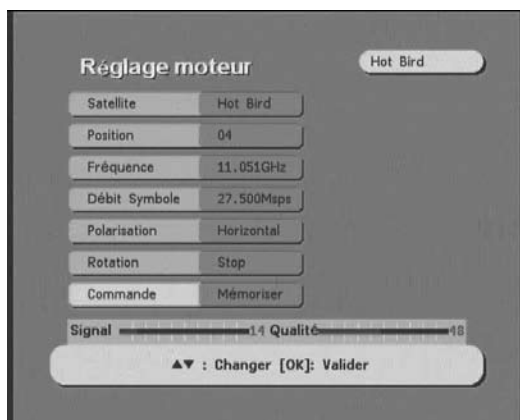 Réglage moteur
Hot Bird
Satellite Hot Bird
Position 04
Fréquence 11.051GHz
Débit Symbole 27.500Msps
Polarisation Horizontal
Rotation Stop
Commande Mémoriser
Signal 14 Qualité 48
▲▼ : Changer [OK]: Valider